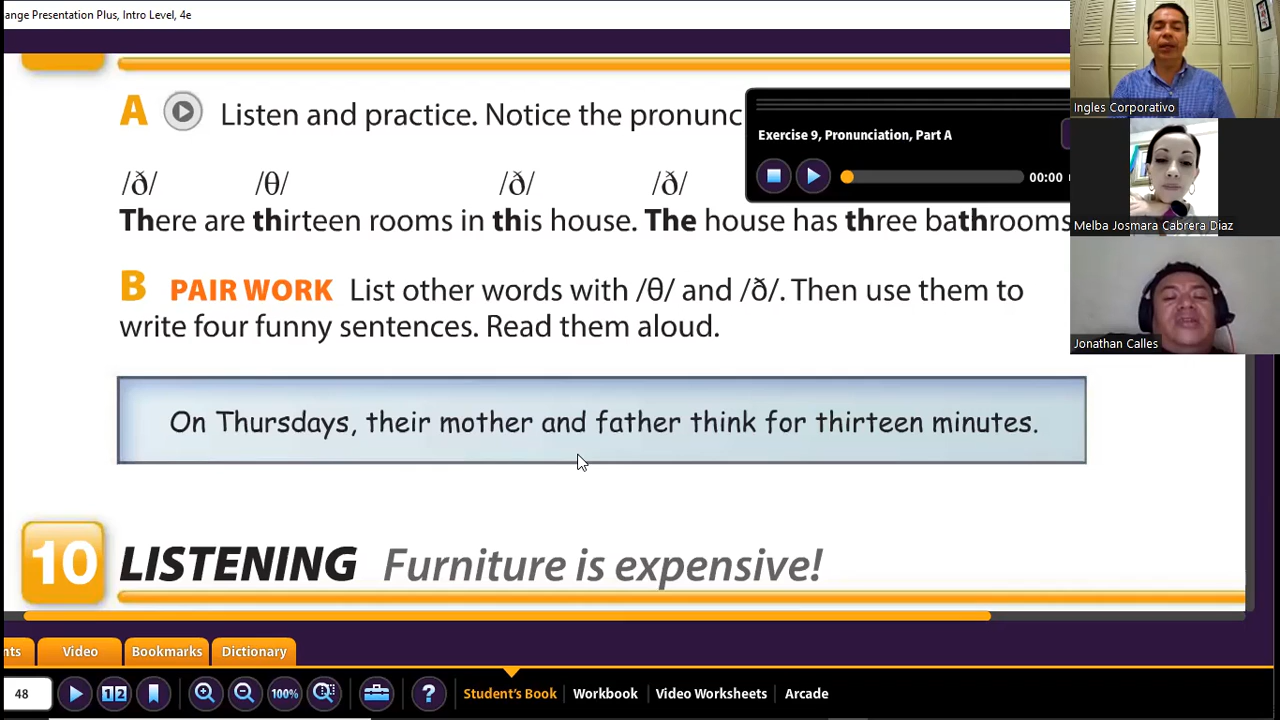 ange Presentation Plus, Intro Level, 4e
A Listen and practice. Notice the pronunc
Exercise 9, Pronunciation, Part A
00:00
/ð/ /θ/ /ð/ /ð/
There are thirteen rooms in this house. The house has three bathrooms
B PAIR WORK List other words with /θ/ and /ð/. Then use them to
write four funny sentences. Read them aloud.
On Thursdays, their mother and father think for thirteen minutes.
10 LISTENING Furniture is expensive!
nts Video Bookmarks Dictionary
48 1 2 100% ? Student's Book Workbook Video Worksheets Arcade
Ingles Corporativo
Melba Josmara Cabrera Diaz
Jonathan Calles